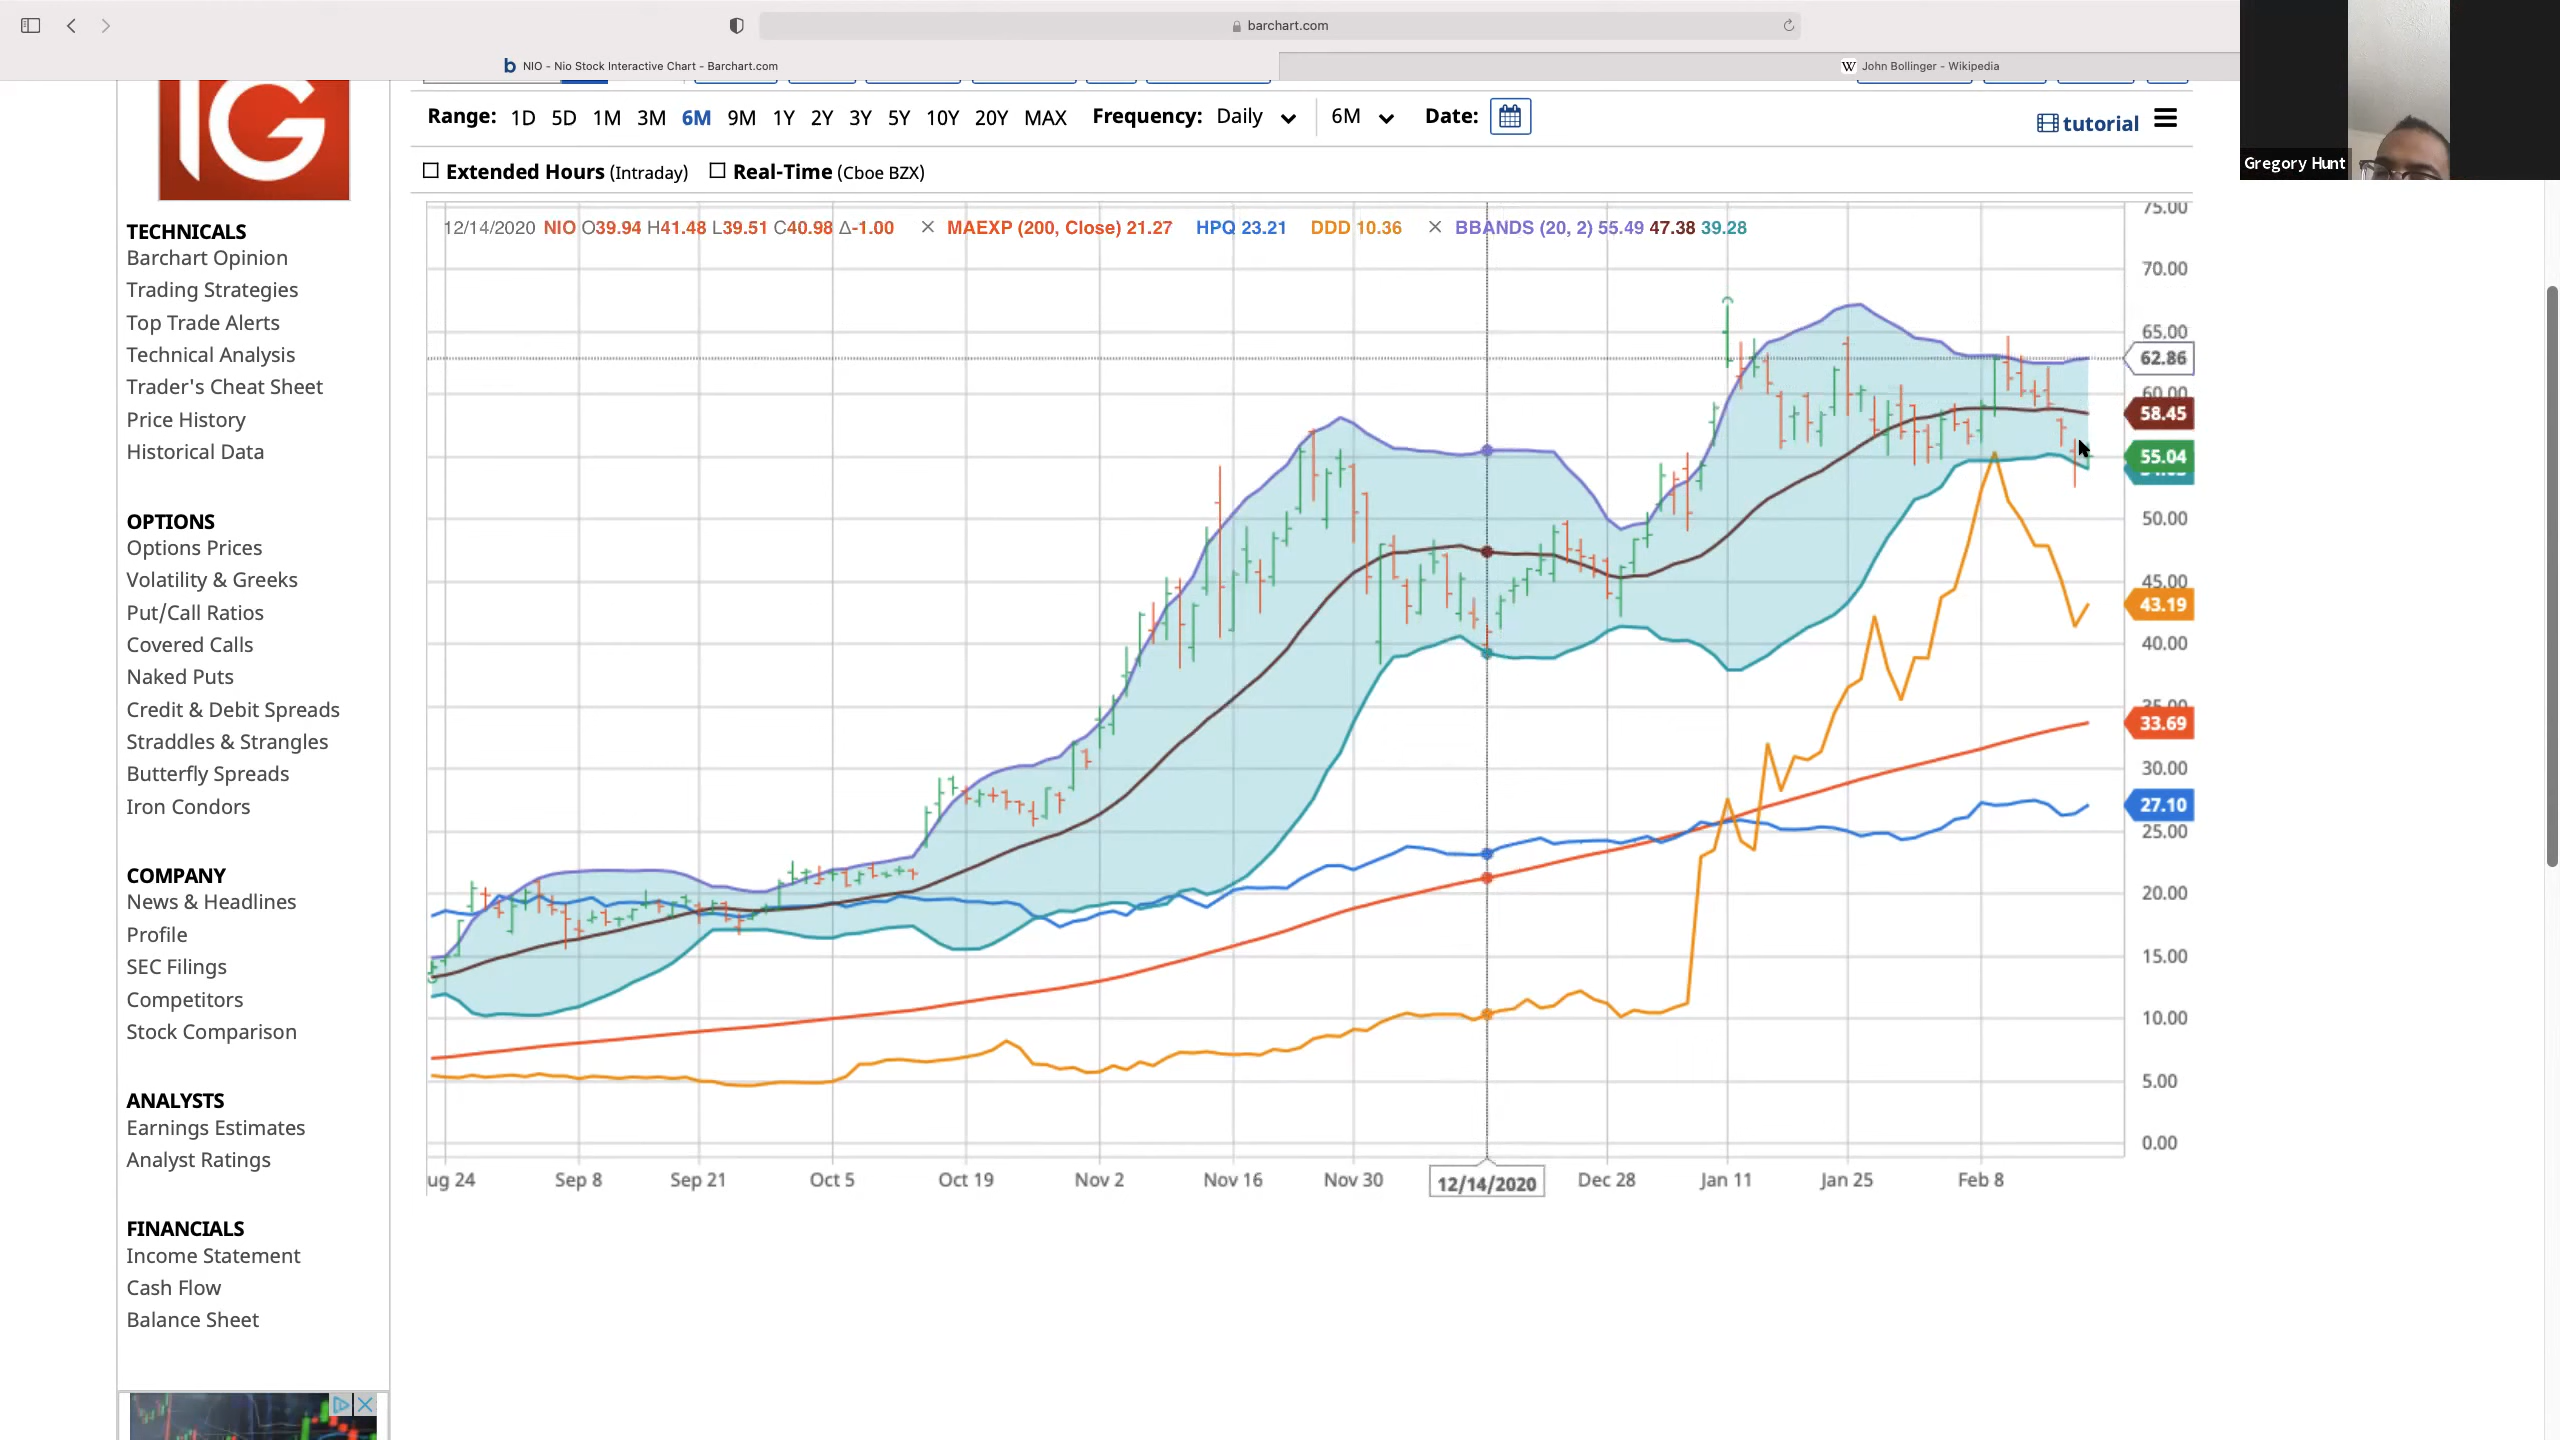 barchart.com
b NIO - Nio Stock Interactive Chart - Barchart.com
W John Bollinger - Wikipedia
Gregory Hunt
IG
Range: 1D 5D 1M 3M 6M 9M 1Y 2Y 3Y 5Y 10Y 20Y MAX Frequency: Daily 6M Date:
tutorial
Extended Hours (Intraday) Real-Time (Cboe BZX)
TECHNICALS
Barchart Opinion
Trading Strategies
Top Trade Alerts
Technical Analysis
Trader's Cheat Sheet
Price History
Historical Data
OPTIONS
Options Prices
Volatility & Greeks
Put/Call Ratios
Covered Calls
Naked Puts
Credit & Debit Spreads
Straddles & Strangles
Butterfly Spreads
Iron Condors
COMPANY
News & Headlines
Profile
SEC Filings
Competitors
Stock Comparison
ANALYSTS
Earnings Estimates
Analyst Ratings
FINANCIALS
Income Statement
Cash Flow
Balance Sheet
12/14/2020 NIO O39.94 H41.48 L39.51 C40.98 Δ-1.00 × MAEXP (200, Close) 21.27 HPQ 23.21 DDD 10.36 × BBANDS (20, 2) 55.49 47.38 39.28
75.00
70.00
65.00
62.86
60.00
58.45
55.04
50.00
45.00
43.19
40.00
35.00
33.69
30.00
27.10
25.00
20.00
15.00
10.00
5.00
0.00
ug 24 Sep 8 Sep 21 Oct 5 Oct 19 Nov 2 Nov 16 Nov 30 12/14/2020 Dec 28 Jan 11 Jan 25 Feb 8